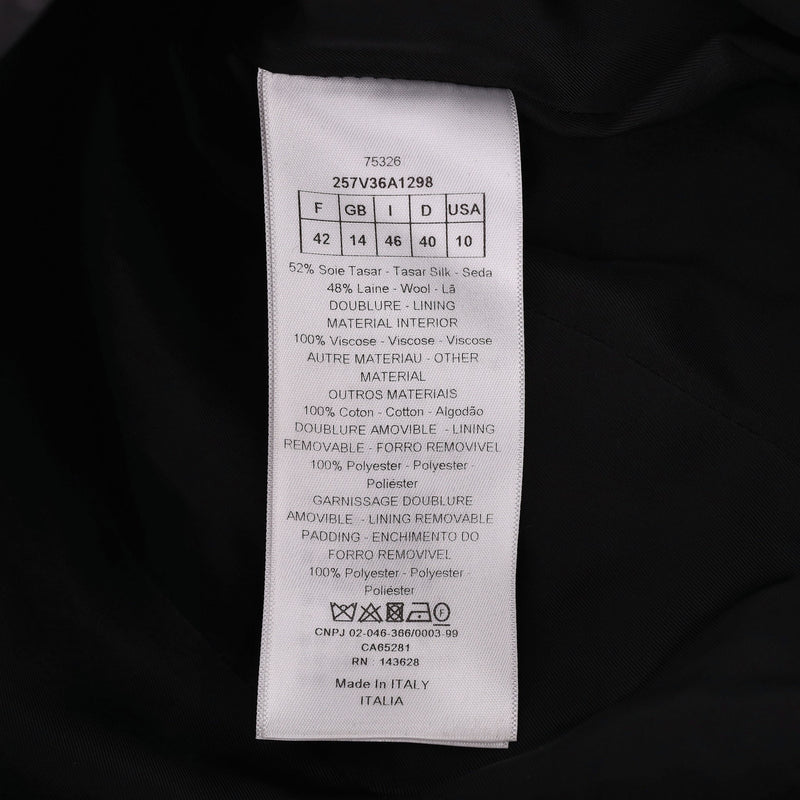 75326
257V36A1298
F GB I D USA
42 14 46 40 10
52% Soie Tasar - Tasar Silk - Seda
48% Laine - Wool - Lã
DOUBLURE - LINING
MATERIAL INTERIOR
100% Viscose - Viscose - Viscose
AUTRE MATERIAU - OTHER
MATERIAL
OUTROS MATERIAIS
100% Coton - Cotton - Algodão
DOUBLURE AMOVIBLE - LINING
REMOVABLE - FORRO REMOVIVEL
100% Polyester - Polyester -
Poliéster
GARNISSAGE DOUBLURE
AMOVIBLE - LINING REMOVABLE
PADDING - ENCHIMENTO DO
FORRO REMOVIVEL
100% Polyester - Polyester -
Poliéster
F
CNPJ 02-046-366/0003-99
CA65281
RN : 143628
Made In ITALY
ITALIA